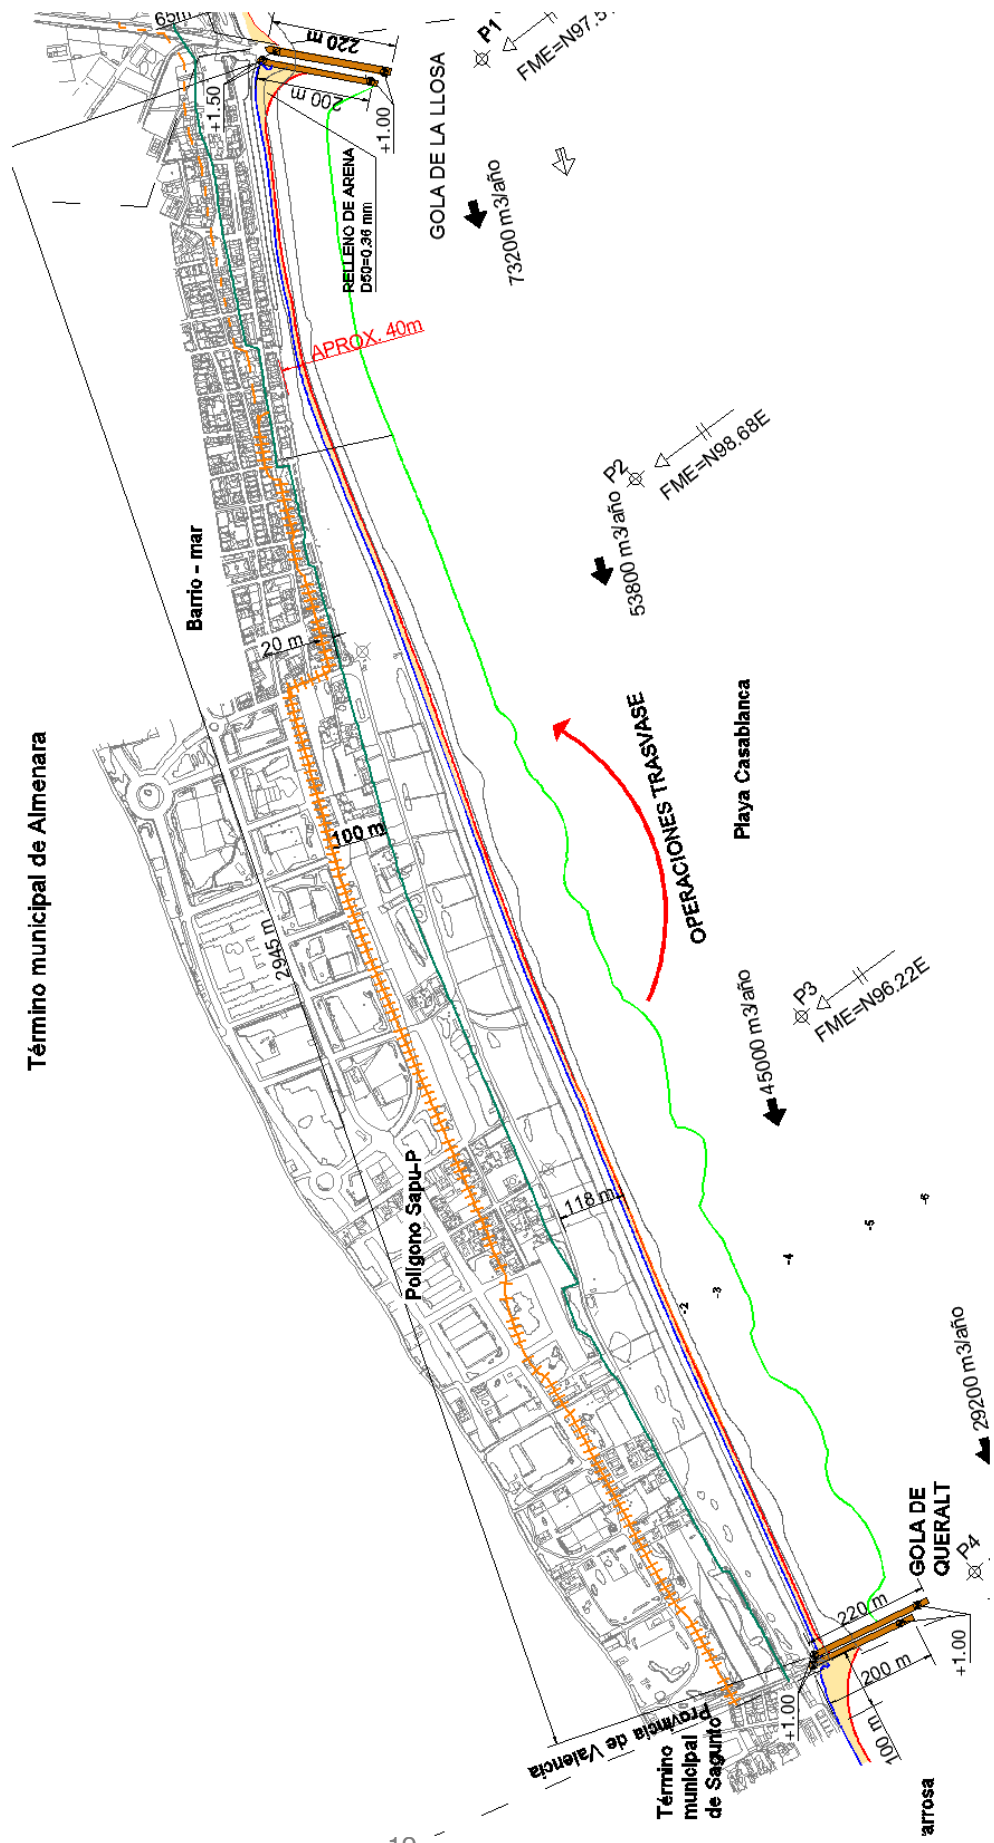 65m
220 m
200 m
+1.50
+1.00
P1
GOLA DE LA LLOSA
RELLENO DE ARENA
D50=0.36 mm
73200 m3/año
APROX. 40m
P2
FME=N98.68E
53800 m3/año
Barrio - mar
20 m
Término municipal de Almenara
100 m
OPERACIONES TRASVASE
Playa Casablanca
2945 m
P3
FME=N96.22E
45000 m3/año
Polígono Sapu-P
118 m
-2
-3
-4
-5
-6
29200 m3/año
GOLA DE
QUERALT
P4
220 m
200 m
+1.00
+1.00
100 m
Provincia de Valencia
Término
municipal
de Sagunto
arrosa